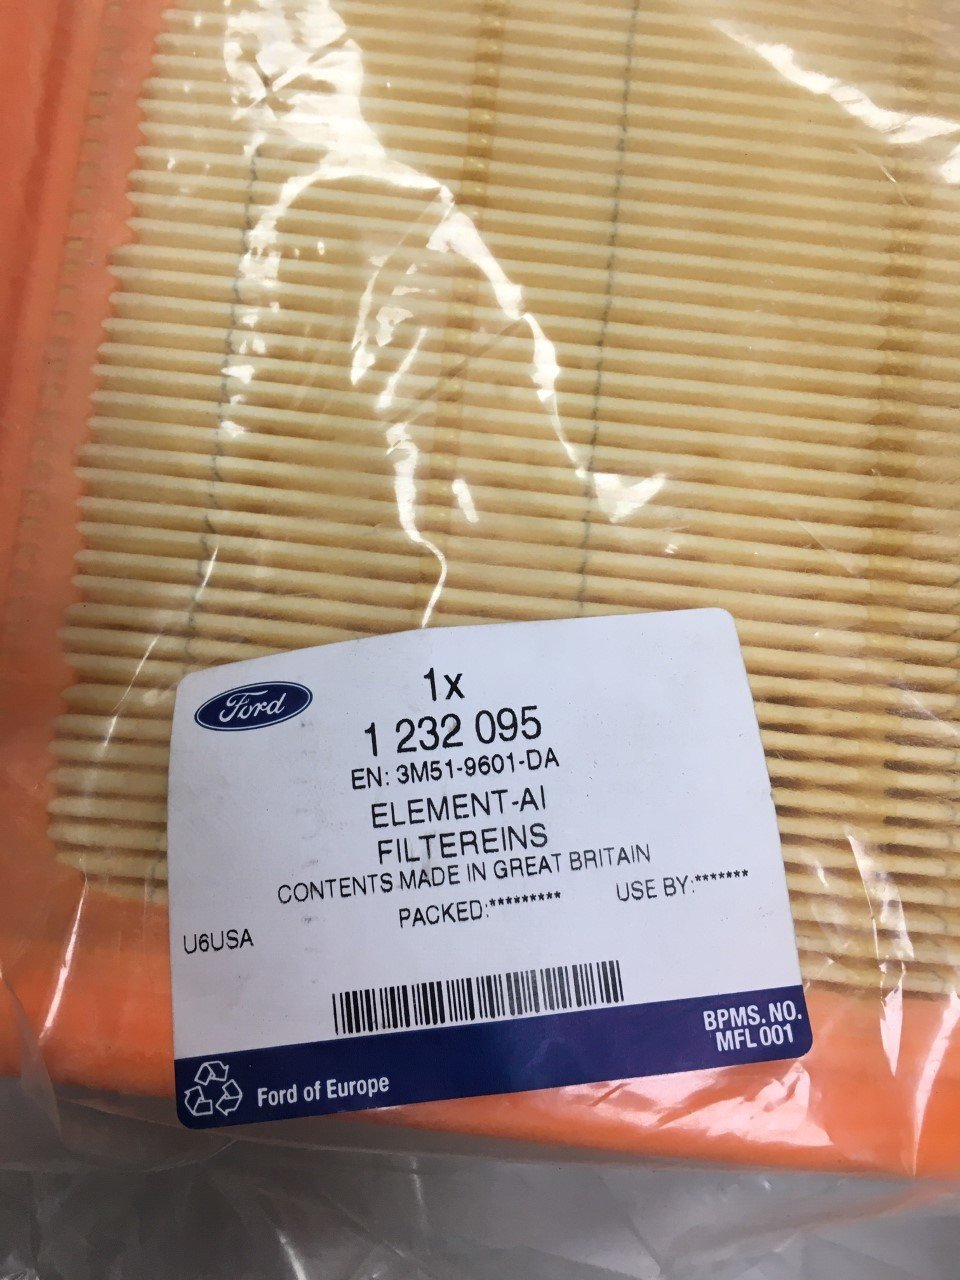 Ford
1x
1 232 095
EN: 3M51-9601-DA
ELEMENT-AI
FILTEREINS
CONTENTS MADE IN GREAT BRITAIN
PACKED:********* USE BY:*******
U6USA
BPMS. NO.
MFL 001
Ford of Europe